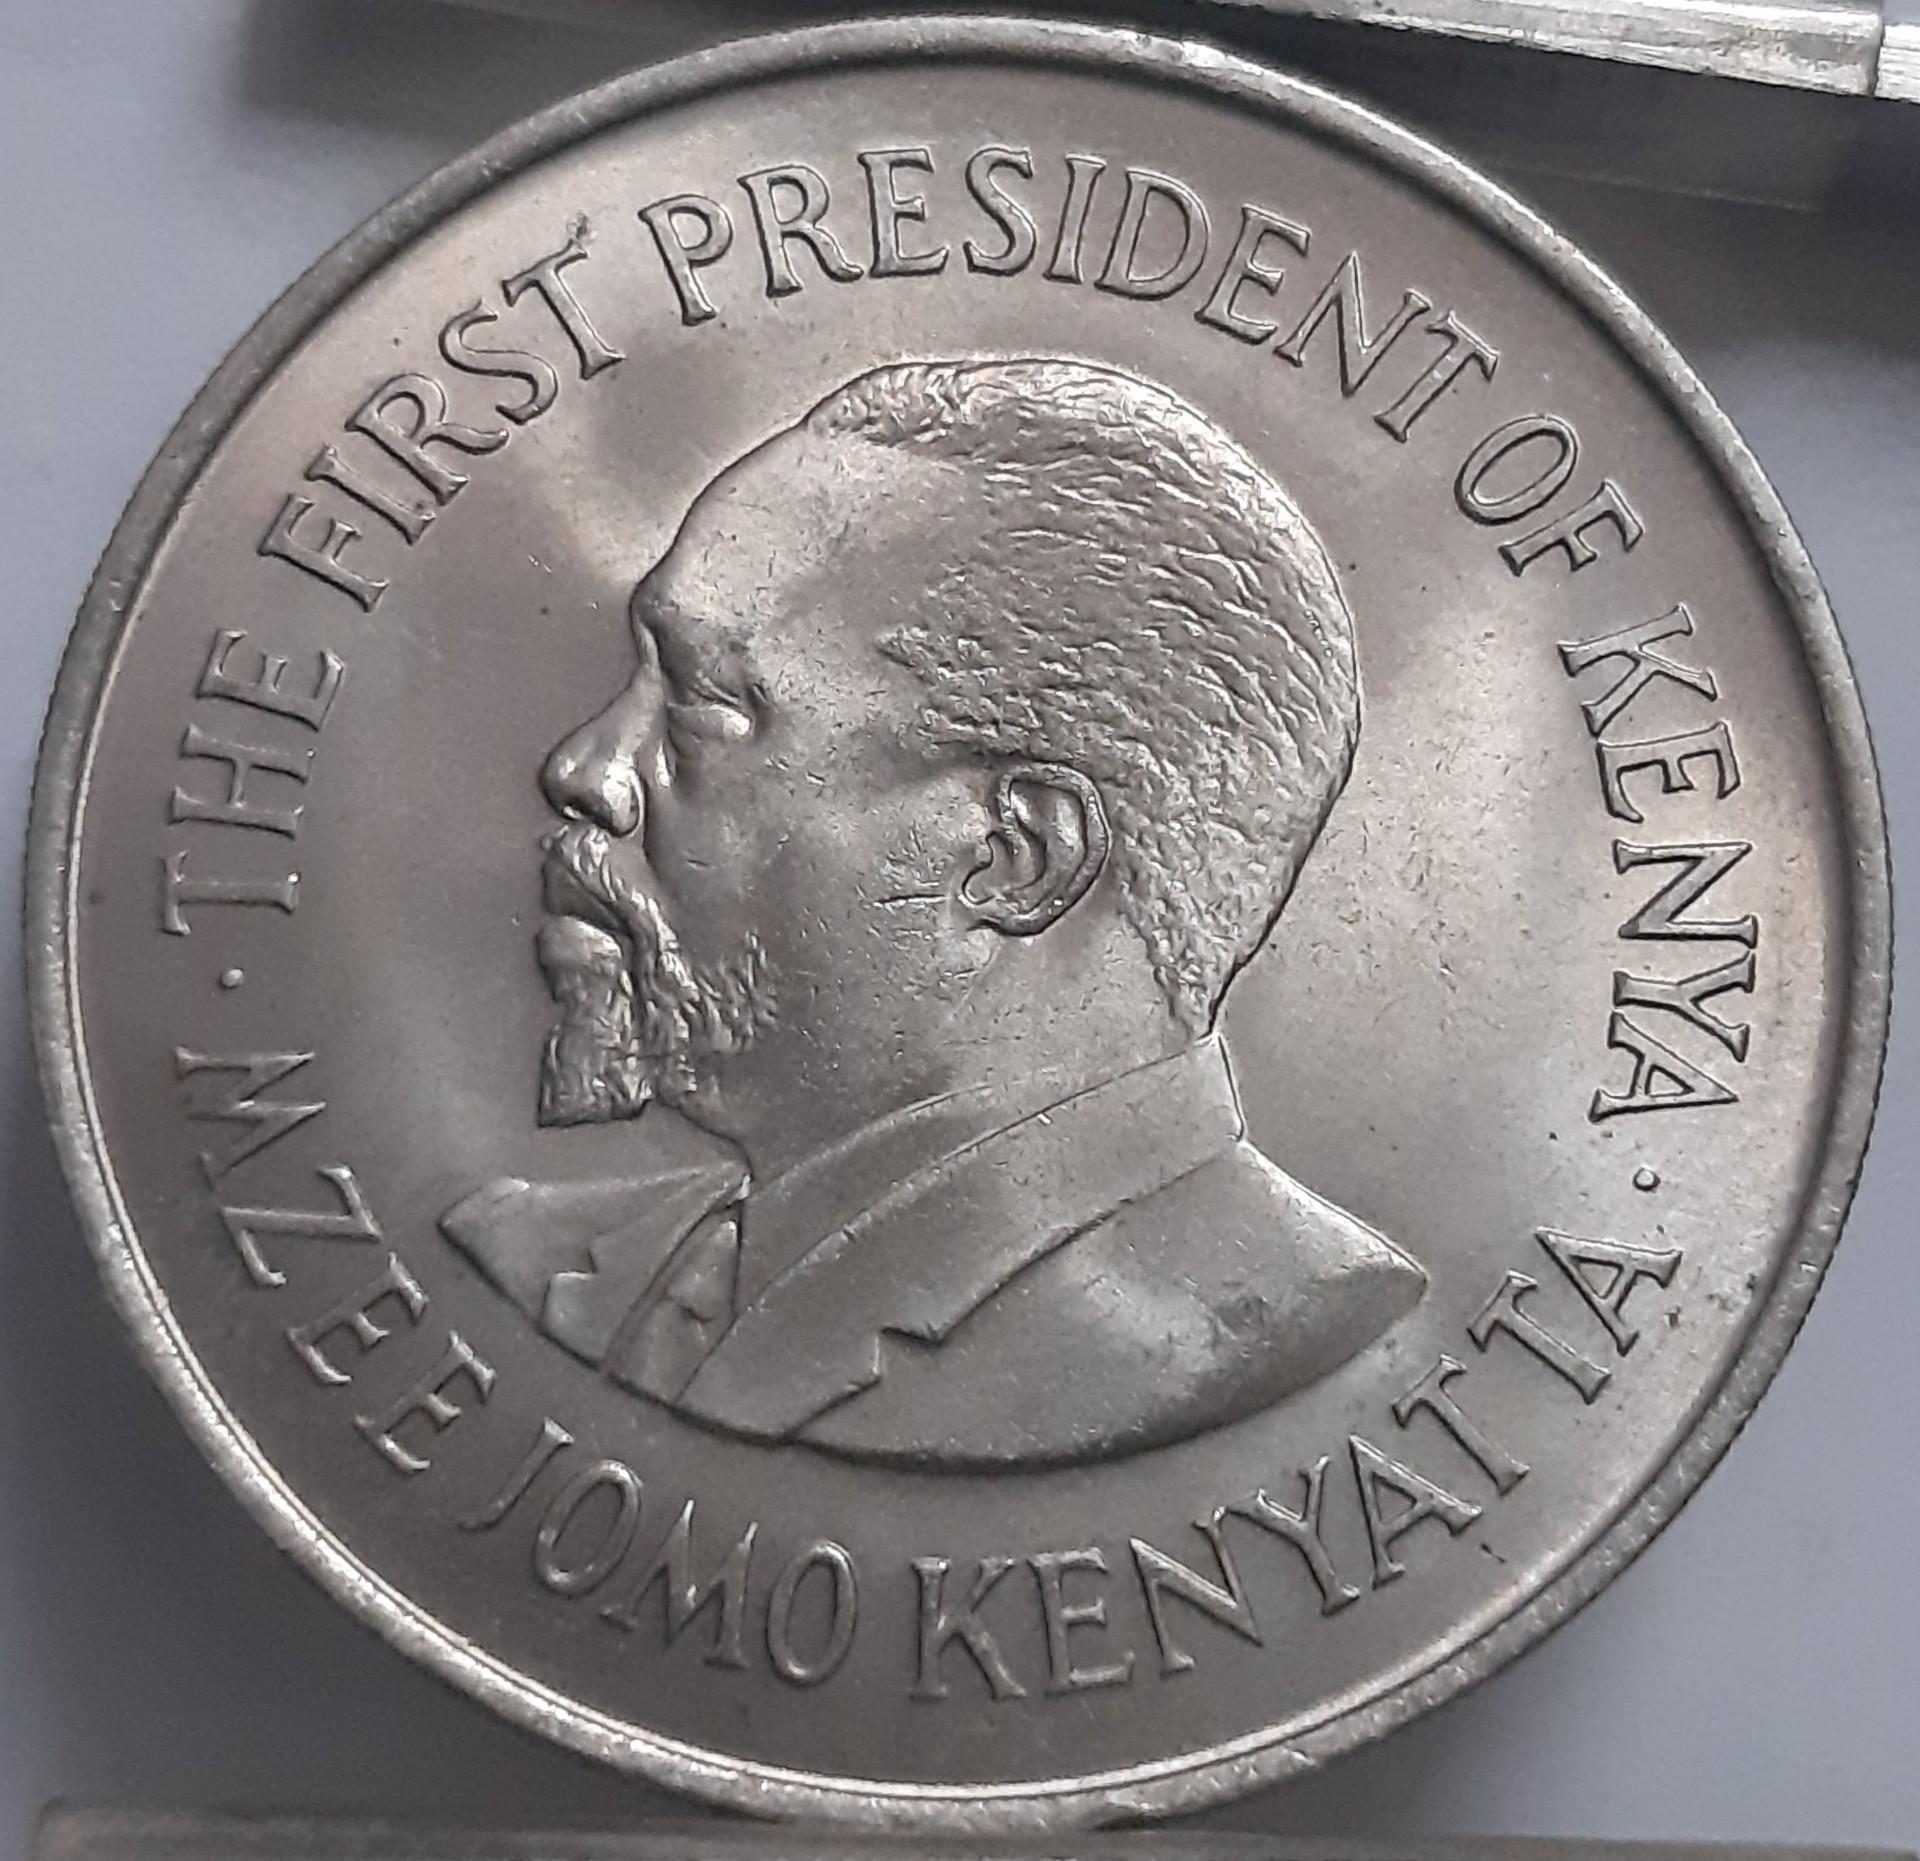 · THE FIRST PRESIDENT OF KENYA ·
MZEE JOMO KENYATTA